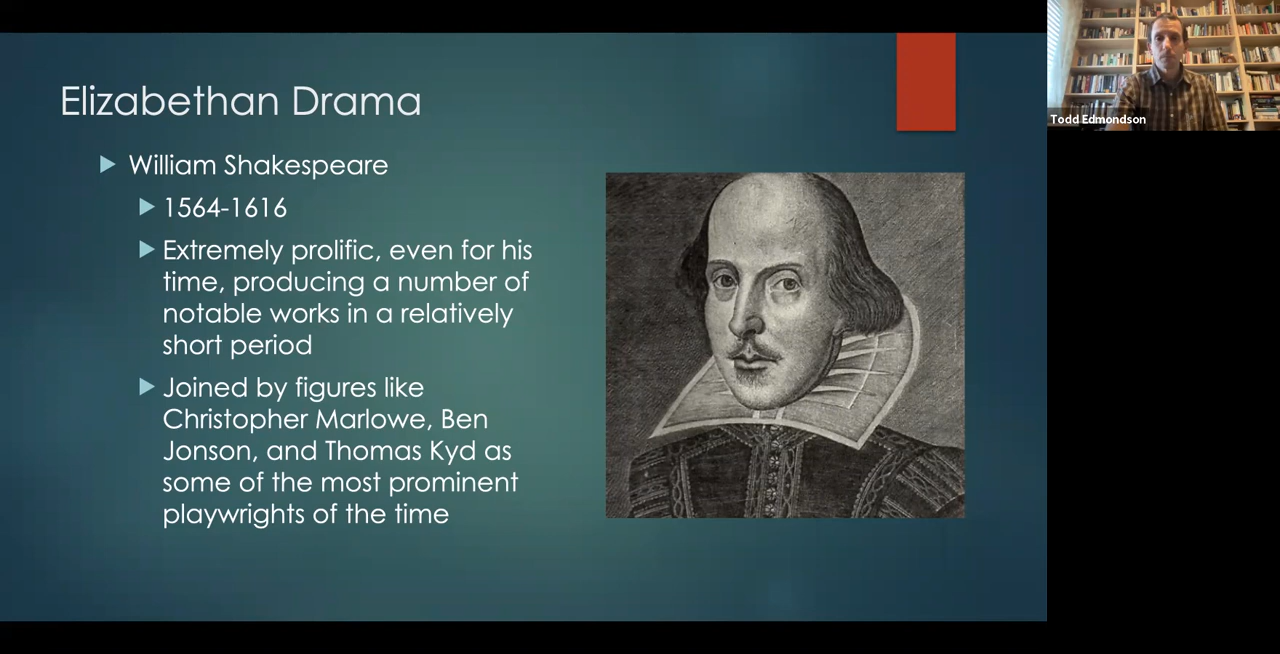 Elizabethan Drama
William Shakespeare
1564-1616
Extremely prolific, even for his
time, producing a number of
notable works in a relatively
short period
Joined by figures like
Christopher Marlowe, Ben
Jonson, and Thomas Kyd as
some of the most prominent
playwrights of the time
Todd Edmondson